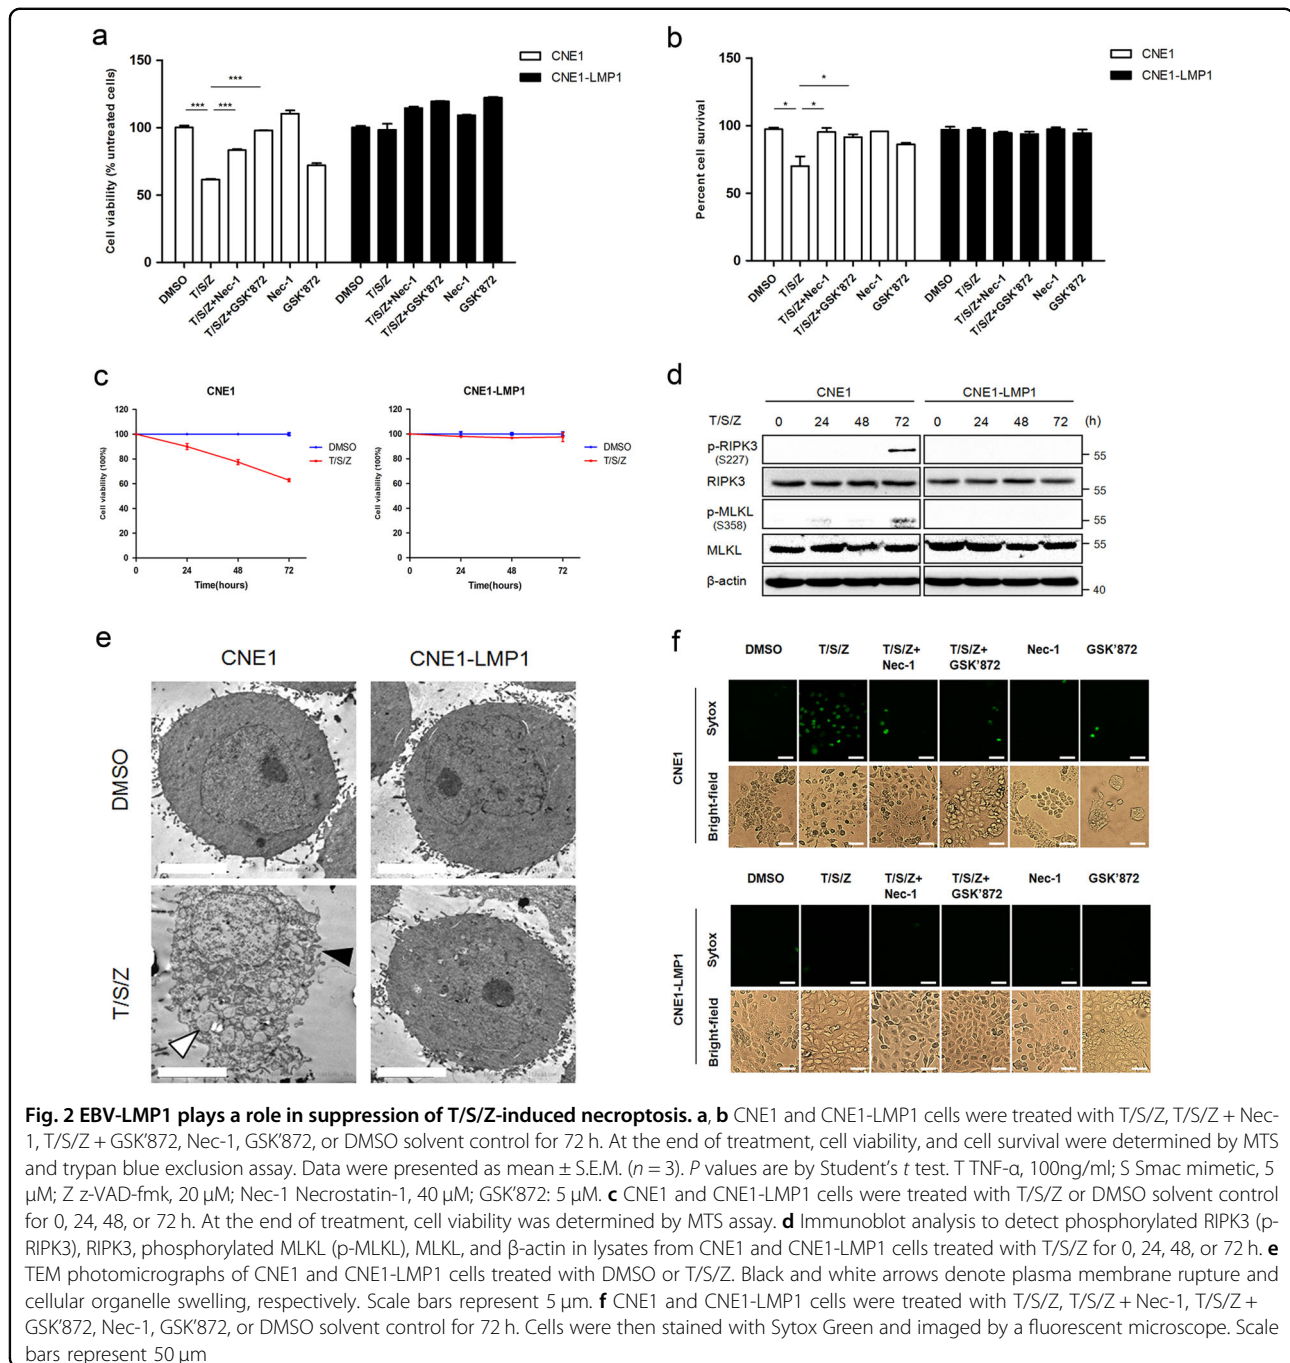 a
150
100
50
0
Cell viability (% untreated cells)
CNE1
CNE1-LMP1
***
*** ***
DMSO
T/S/Z
T/S/Z+Nec-1
T/S/Z+GSK'872
Nec-1
GSK'872
DMSO
T/S/Z
T/S/Z+Nec-1
T/S/Z+GSK'872
Nec-1
GSK'872
b
150
100
50
0
Percent cell survival
CNE1
CNE1-LMP1
*
* *
DMSO
T/S/Z
T/S/Z+Nec-1
T/S/Z+GSK'872
Nec-1
GSK'872
DMSO
T/S/Z
T/S/Z+Nec-1
T/S/Z+GSK'872
Nec-1
GSK'872
c
CNE1
120
100
80
60
40
20
0
Cell viability (100%)
0 24 48 72
Time(hours)
DMSO
T/S/Z
CNE1-LMP1
120
100
80
60
40
20
0
Cell viability (100%)
0 24 48 72
Time(hours)
DMSO
T/S/Z
d
CNE1 CNE1-LMP1
T/S/Z 0 24 48 72 0 24 48 72 (h)
p-RIPK3
(S227)
55
RIPK3
55
p-MLKL
(S358)
55
MLKL
55
β-actin
40
e
CNE1 CNE1-LMP1
DMSO
T/S/Z
f
DMSO T/S/Z T/S/Z+ Nec-1 T/S/Z+ GSK'872 Nec-1 GSK'872
CNE1
Sytox
Bright-field
DMSO T/S/Z T/S/Z+ Nec-1 T/S/Z+ GSK'872 Nec-1 GSK'872
CNE1-LMP1
Sytox
Bright-field
Fig. 2 EBV-LMP1 plays a role in suppression of T/S/Z-induced necroptosis. a, b CNE1 and CNE1-LMP1 cells were treated with T/S/Z, T/S/Z + Nec-
1, T/S/Z + GSK'872, Nec-1, GSK'872, or DMSO solvent control for 72 h. At the end of treatment, cell viability, and cell survival were determined by MTS
and trypan blue exclusion assay. Data were presented as mean ± S.E.M. (n = 3). P values are by Student's t test. T TNF-α, 100ng/ml; S Smac mimetic, 5
μM; Z z-VAD-fmk, 20 μM; Nec-1 Necrostatin-1, 40 μM; GSK'872: 5 μM. c CNE1 and CNE1-LMP1 cells were treated with T/S/Z or DMSO solvent control
for 0, 24, 48, or 72 h. At the end of treatment, cell viability was determined by MTS assay. d Immunoblot analysis to detect phosphorylated RIPK3 (p-
RIPK3), RIPK3, phosphorylated MLKL (p-MLKL), MLKL, and β-actin in lysates from CNE1 and CNE1-LMP1 cells treated with T/S/Z for 0, 24, 48, or 72 h. e
TEM photomicrographs of CNE1 and CNE1-LMP1 cells treated with DMSO or T/S/Z. Black and white arrows denote plasma membrane rupture and
cellular organelle swelling, respectively. Scale bars represent 5 μm. f CNE1 and CNE1-LMP1 cells were treated with T/S/Z, T/S/Z + Nec-1, T/S/Z +
GSK'872, Nec-1, GSK'872, or DMSO solvent control for 72 h. Cells were then stained with Sytox Green and imaged by a fluorescent microscope. Scale
bars represent 50 μm